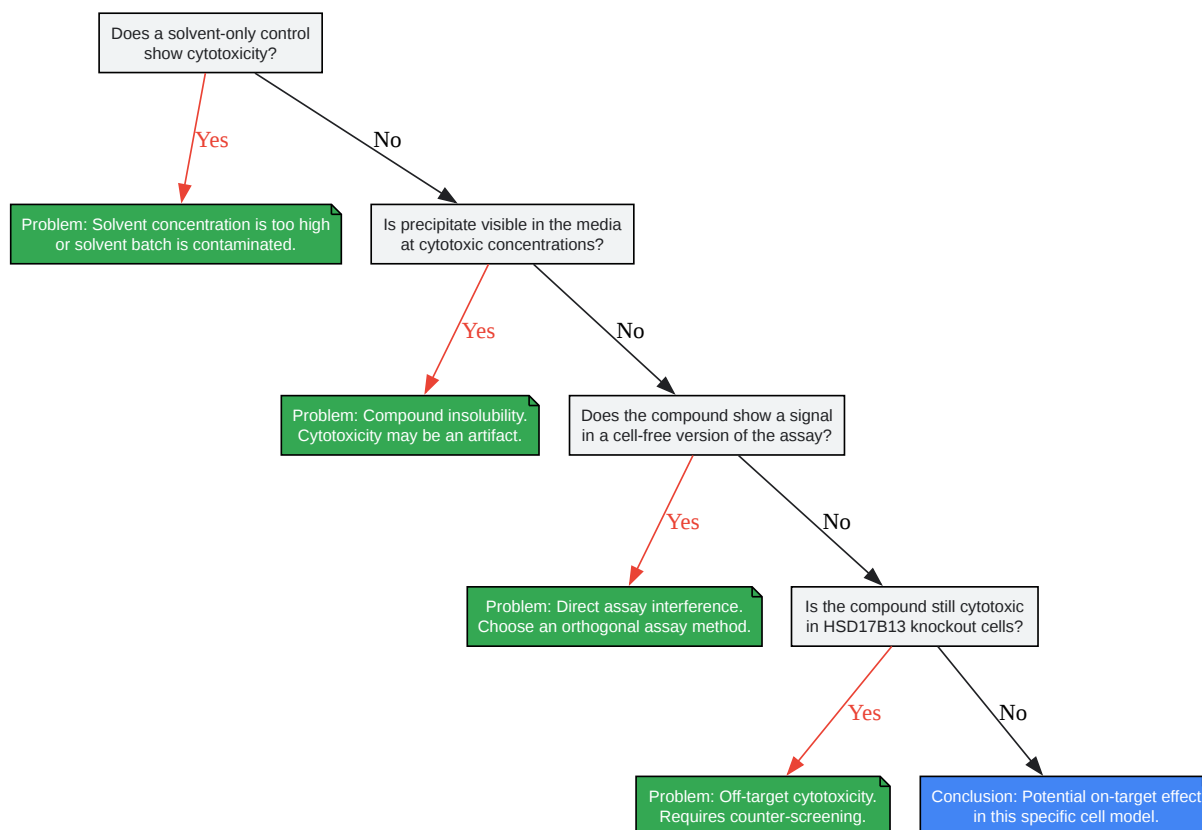 Does a solvent-only control
show cytotoxicity?
Yes
No
Problem: Solvent concentration is too high
or solvent batch is contaminated.
Is precipitate visible in the media
at cytotoxic concentrations?
Yes
No
Problem: Compound insolubility.
Cytotoxicity may be an artifact.
Does the compound show a signal
in a cell-free version of the assay?
Yes
No
Problem: Direct assay interference.
Choose an orthogonal assay method.
Is the compound still cytotoxic
in HSD17B13 knockout cells?
Yes
No
Problem: Off-target cytotoxicity.
Requires counter-screening.
Conclusion: Potential on-target effect
in this specific cell model.